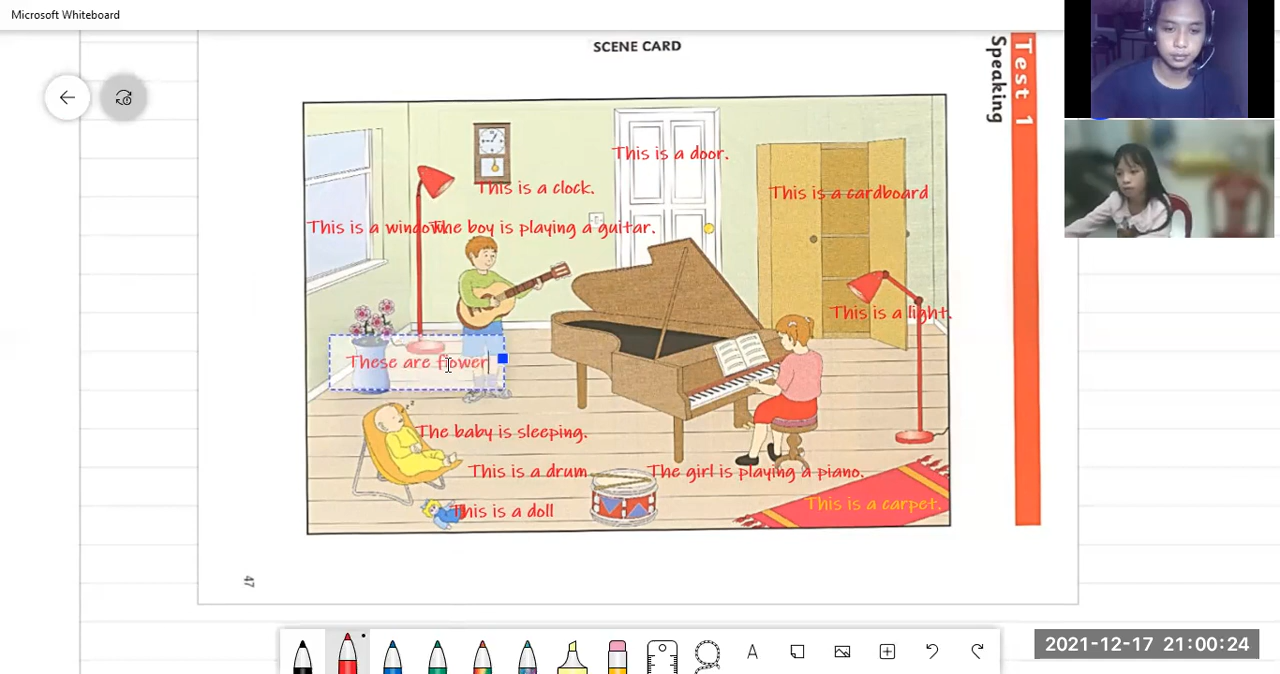 Microsoft Whiteboard
SCENE CARD
Test 1
Speaking
This is a door.
This is a clock.
This is a cardboard
This is a window.
The boy is playing a guitar.
This is a light.
These are flower
The baby is sleeping.
This is a drum
The girl is playing a piano.
This is a carpet.
This is a doll
47
A
2021-12-17 21:00:24